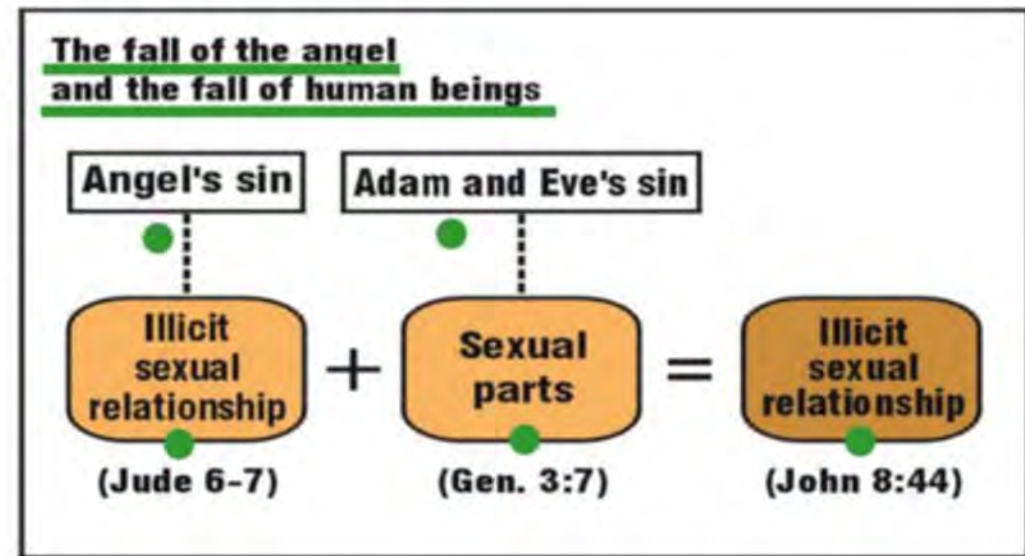 The fall of the angel
and the fall of human beings
Angel's sin
Adam and Eve's sin
Illicit
sexual
relationship
+
Sexual
parts
=
Illicit
sexual
relationship
(Jude 6–7)
(Gen. 3:7)
(John 8:44)